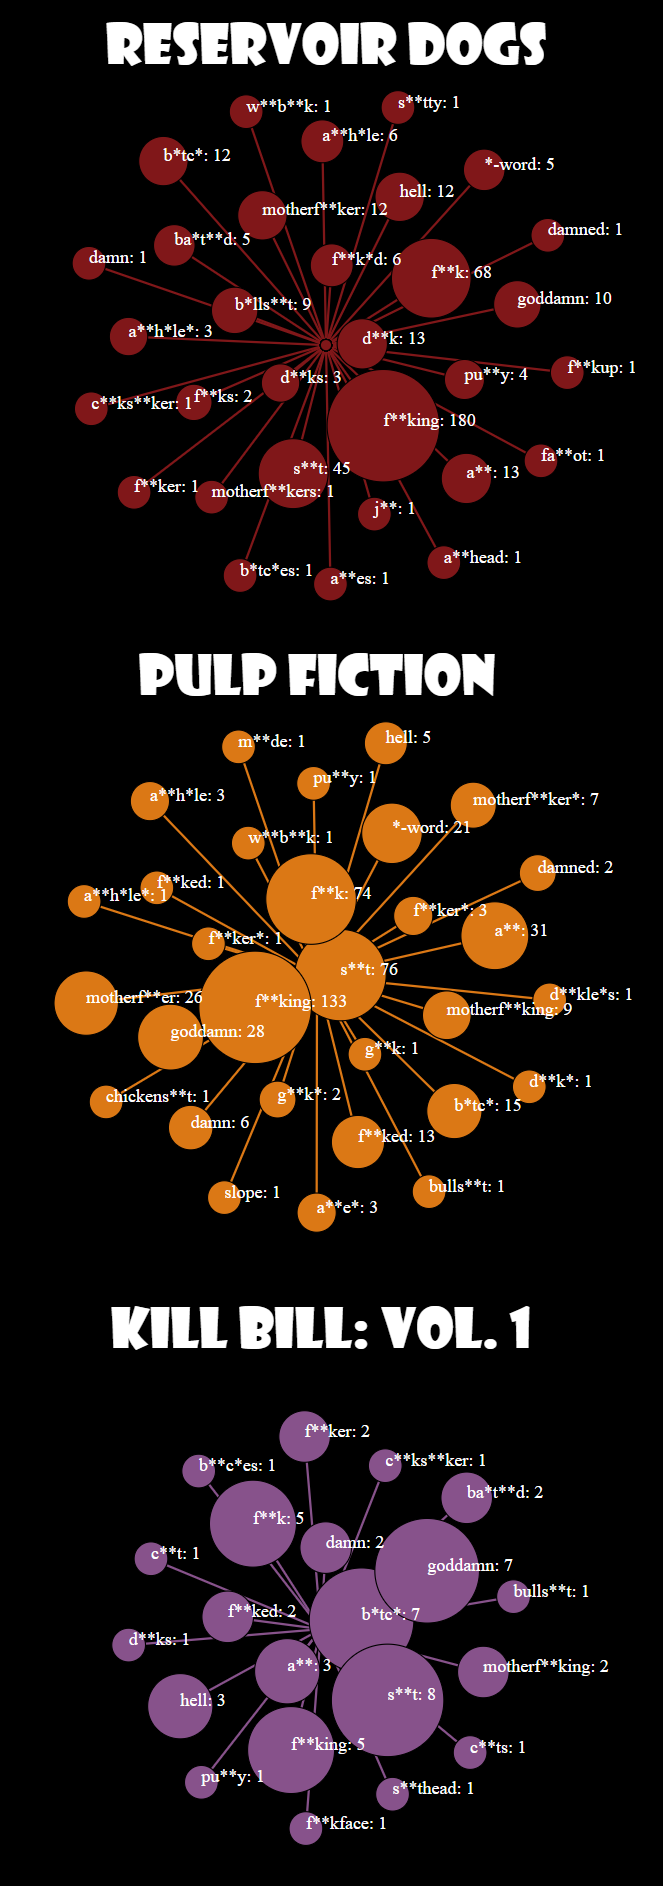 RESERVOIR DOGS
w**b**k: 1
s**tty: 1
a**h*le: 6
b*tc*: 12
*-word: 5
hell: 12
motherf**ker: 12
damned: 1
ba*t**d: 5
damn: 1
f**k*d: 6
f**k: 68
goddamn: 10
b*lls**t: 9
a**h*le*: 3
d**k: 13
f**kup: 1
pu**y: 4
d**ks: 3
f**ks: 2
c**ks**ker: 1
f**king: 180
fa**ot: 1
s**t: 45
a**: 13
f**ker: 1
motherf**kers: 1
j**: 1
a**head: 1
b*tc*es: 1
a**es: 1
PULP FICTION
m**de: 1
hell: 5
pu**y: 1
a**h*le: 3
motherf**ker*: 7
*-word: 21
w**b**k: 1
damned: 2
f**ked: 1
a**h*le*: 1
f**k: 74
f**ker*: 3
a**: 31
f**ker*: 1
s**t: 76
motherf**er: 26
f**king: 133
d**kle*s: 1
motherf**king: 9
goddamn: 28
g**k: 1
d**k*: 1
chickens**t: 1
g**k*: 2
b*tc*: 15
damn: 6
f**ked: 13
bulls**t: 1
slope: 1
a**e*: 3
KILL BILL: VOL. 1
f**ker: 2
b**c*es: 1
c**ks**ker: 1
ba*t**d: 2
f**k: 5
damn: 2
c**t: 1
goddamn: 7
bulls**t: 1
f**ked: 2
b*tc*: 7
d**ks: 1
a**: 3
motherf**king: 2
hell: 3
s**t: 8
f**king: 5
c**ts: 1
pu**y: 1
s**thead: 1
f**kface: 1